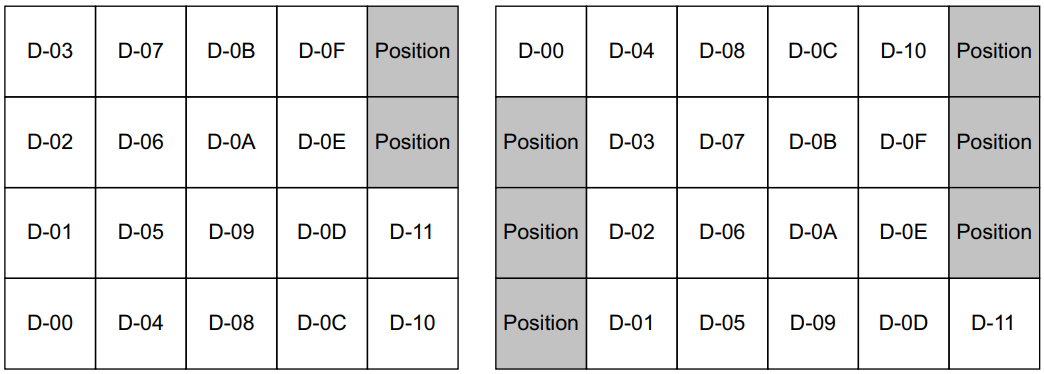 D-03 D-07 D-0B D-0F Position
D-02 D-06 D-0A D-0E Position
D-01 D-05 D-09 D-0D D-11
D-00 D-04 D-08 D-0C D-10
D-00 D-04 D-08 D-0C D-10 Position
Position D-03 D-07 D-0B D-0F Position
Position D-02 D-06 D-0A D-0E Position
Position D-01 D-05 D-09 D-0D D-11